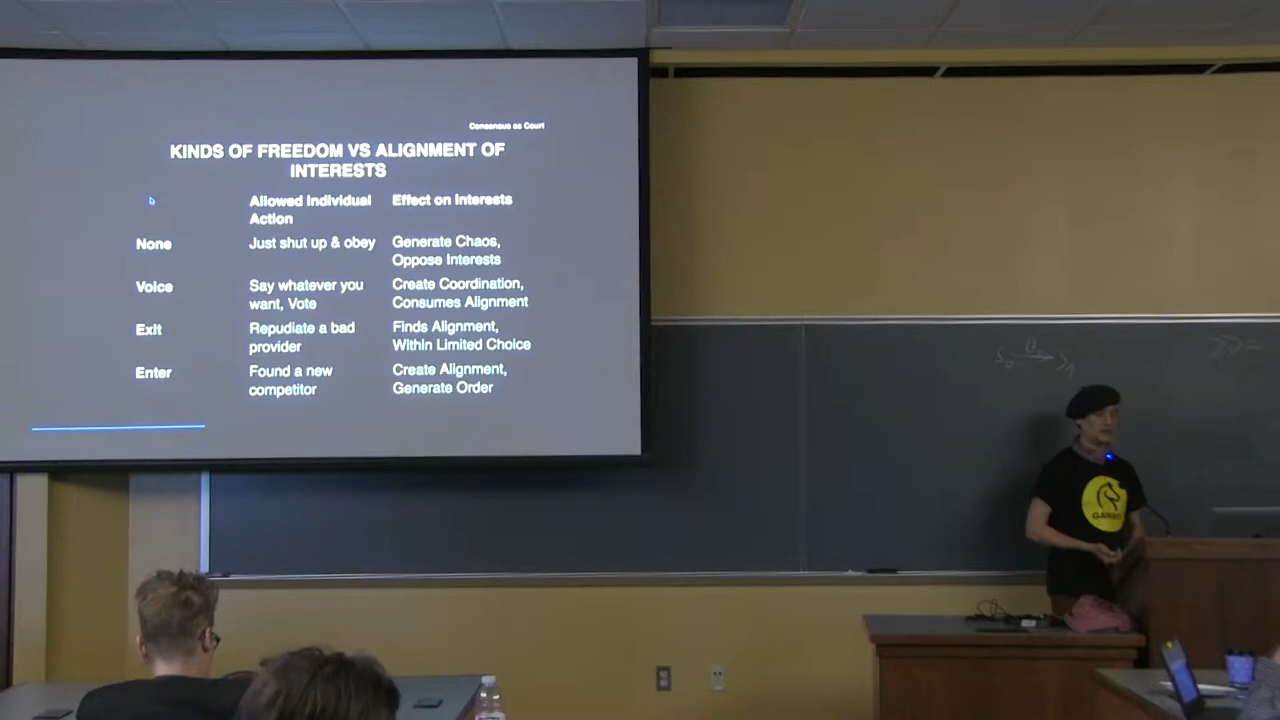 Consensus as Court
KINDS OF FREEDOM VS ALIGNMENT OF
INTERESTS
Allowed Individual Action
Effect on Interests
None
Just shut up & obey
Generate Chaos,
Oppose Interests
Voice
Say whatever you
want, Vote
Create Coordination,
Consumes Alignment
Exit
Repudiate a bad
provider
Finds Alignment,
Within Limited Choice
Enter
Found a new
competitor
Create Alignment,
Generate Order